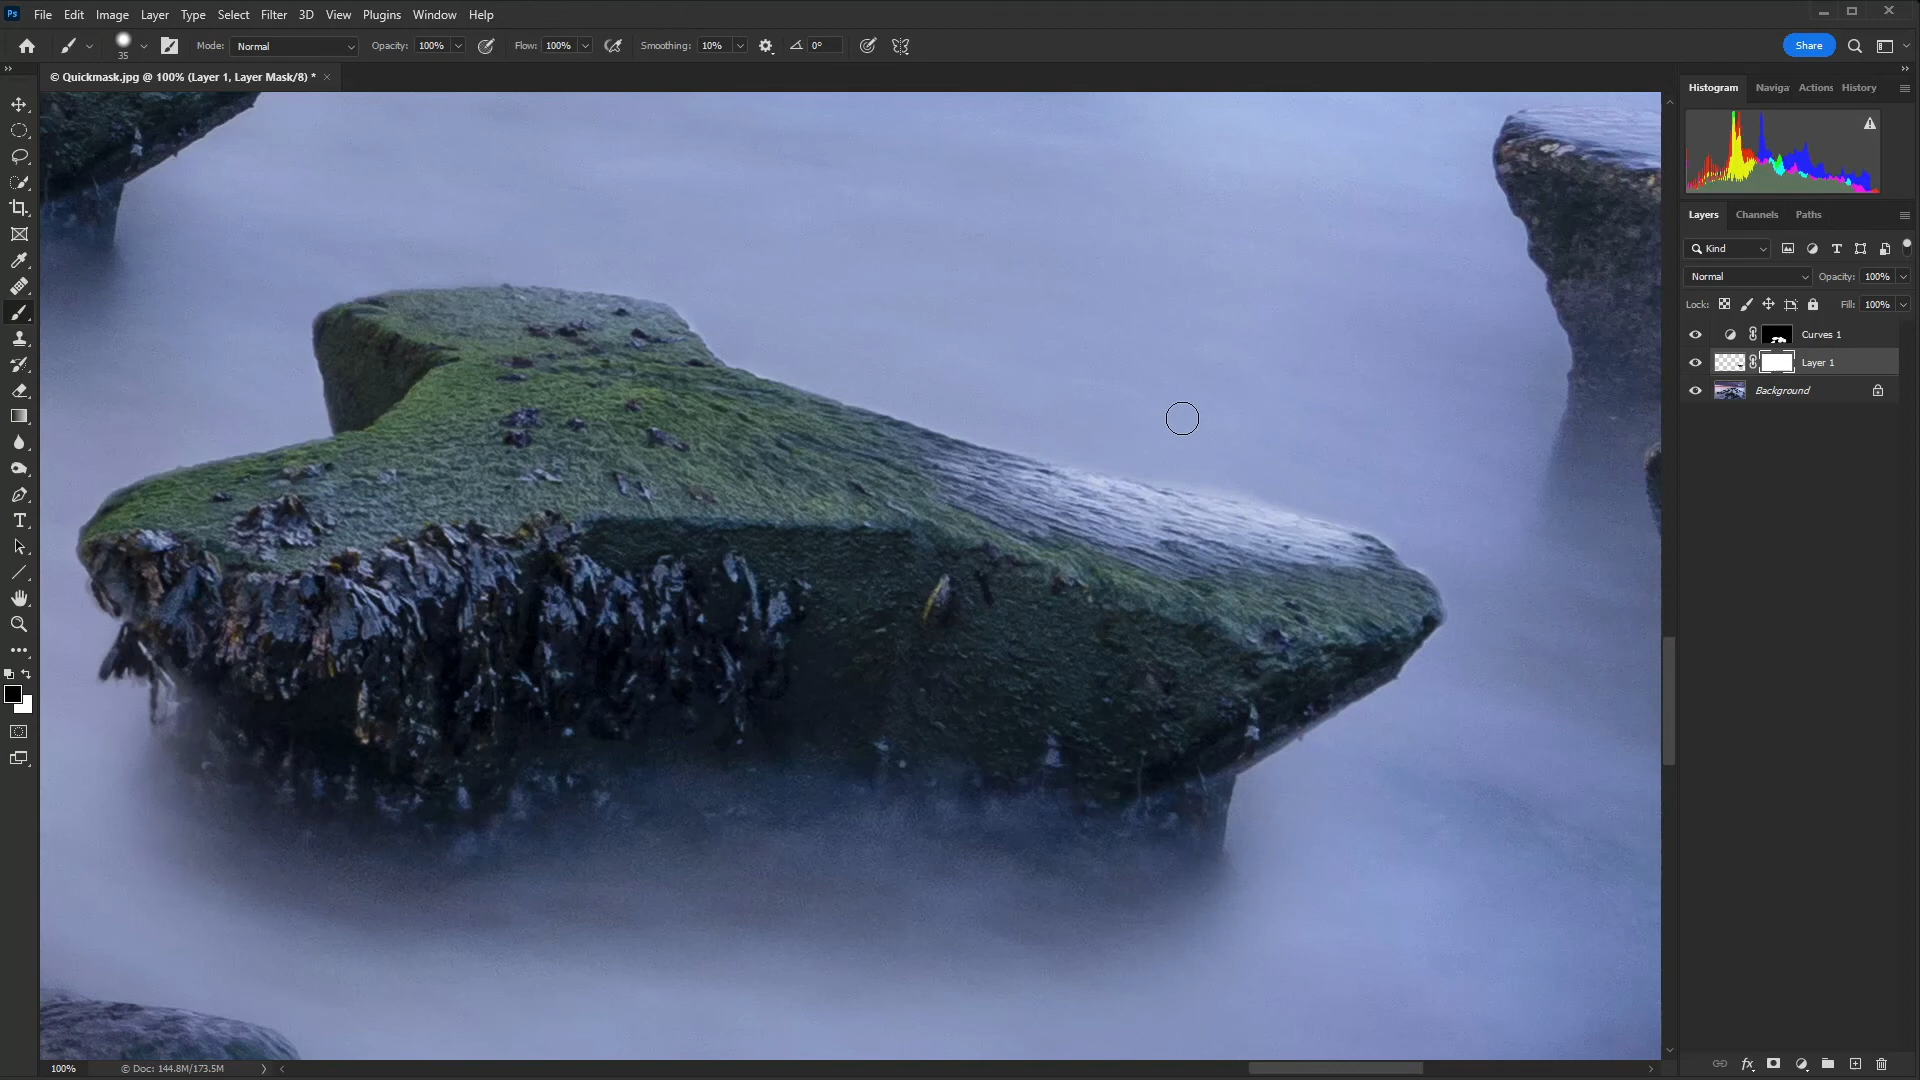 Ps File Edit Image Layer Type Select Filter 3D View Plugins Window Help
35 Mode: Normal Opacity: 100% Flow: 100% Smoothing: 10% 0° Share
© Quickmask.jpg @ 100% (Layer 1, Layer Mask/8) * ×
Histogram Naviga Actions History
Layers Channels Paths
Kind
Normal Opacity: 100%
Lock: Fill: 100%
Curves 1
Layer 1
Background
100% © Doc: 144.8M/173.5M